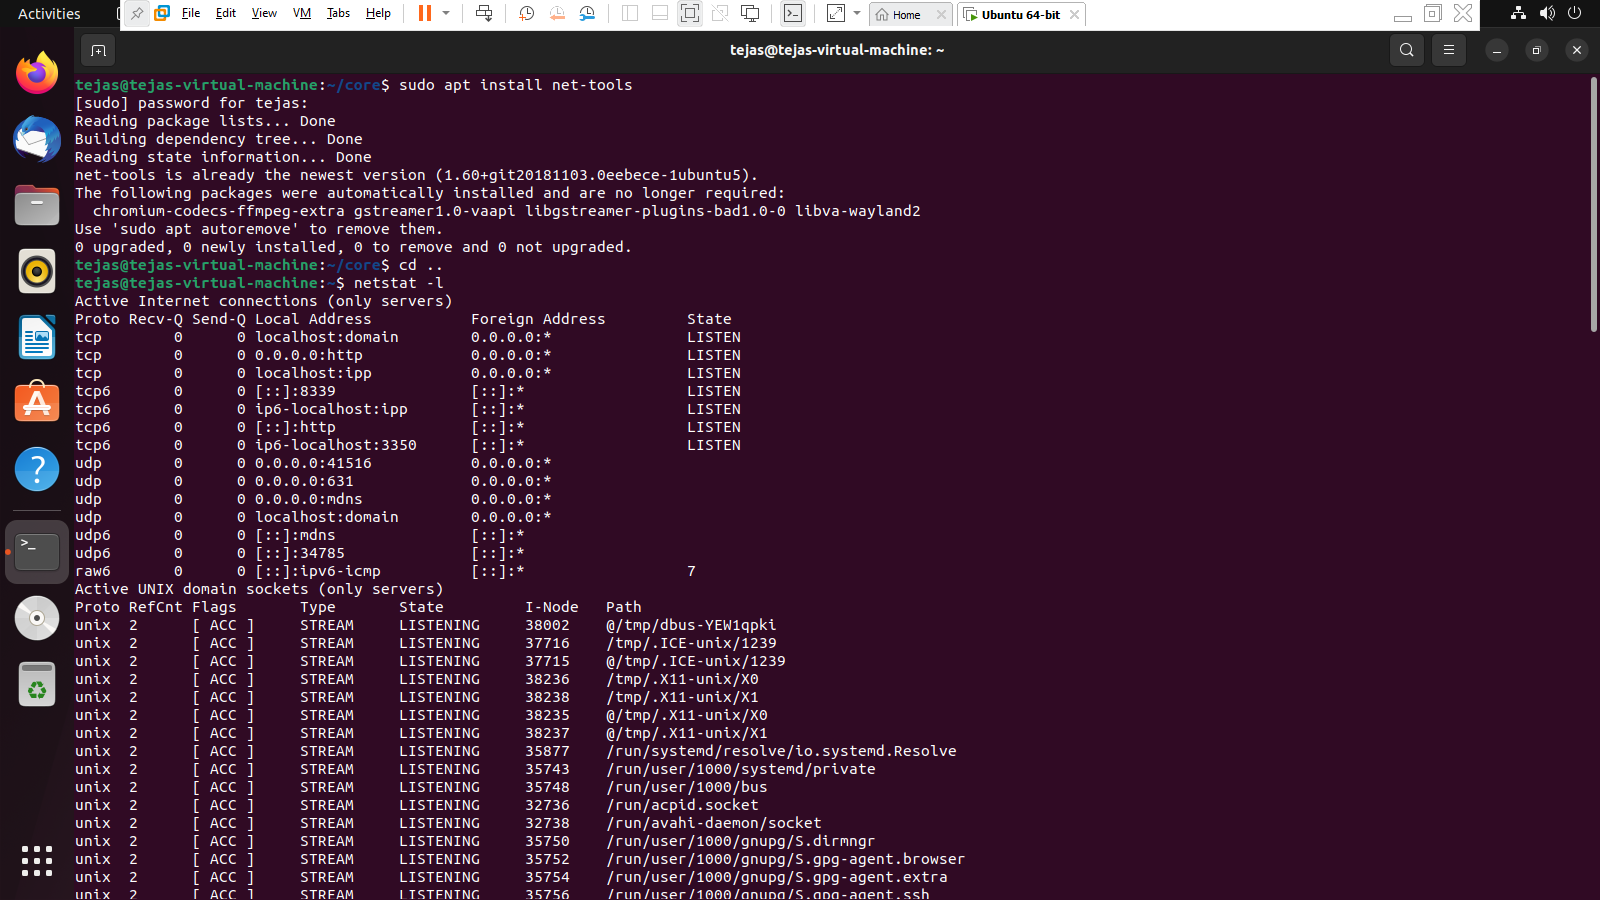 Activities
File Edit View VM Tabs Help
Home
Ubuntu 64-bit
tejas@tejas-virtual-machine: ~
tejas@tejas-virtual-machine:~/core$ sudo apt install net-tools
[sudo] password for tejas:
Reading package lists... Done
Building dependency tree... Done
Reading state information... Done
net-tools is already the newest version (1.60+git20181103.0eebece-1ubuntu5).
The following packages were automatically installed and are no longer required:
  chromium-codecs-ffmpeg-extra gstreamer1.0-vaapi libgstreamer-plugins-bad1.0-0 libva-wayland2
Use 'sudo apt autoremove' to remove them.
0 upgraded, 0 newly installed, 0 to remove and 0 not upgraded.
tejas@tejas-virtual-machine:~/core$ cd ..
tejas@tejas-virtual-machine:~$ netstat -l
Active Internet connections (only servers)
Proto Recv-Q Send-Q Local Address           Foreign Address         State
tcp        0      0 localhost:domain        0.0.0.0:*               LISTEN
tcp        0      0 0.0.0.0:http            0.0.0.0:*               LISTEN
tcp        0      0 localhost:ipp           0.0.0.0:*               LISTEN
tcp6       0      0 [::]:8339               [::]:*                  LISTEN
tcp6       0      0 ip6-localhost:ipp       [::]:*                  LISTEN
tcp6       0      0 [::]:http               [::]:*                  LISTEN
tcp6       0      0 ip6-localhost:3350      [::]:*                  LISTEN
udp        0      0 0.0.0.0:41516           0.0.0.0:*
udp        0      0 0.0.0.0:631             0.0.0.0:*
udp        0      0 0.0.0.0:mdns            0.0.0.0:*
udp        0      0 localhost:domain        0.0.0.0:*
udp6       0      0 [::]:mdns               [::]:*
udp6       0      0 [::]:34785              [::]:*
raw6       0      0 [::]:ipv6-icmp          [::]:*                  7
Active UNIX domain sockets (only servers)
Proto RefCnt Flags       Type       State         I-Node   Path
unix  2      [ ACC ]     STREAM     LISTENING     38002    @/tmp/dbus-YEW1qpki
unix  2      [ ACC ]     STREAM     LISTENING     37716    /tmp/.ICE-unix/1239
unix  2      [ ACC ]     STREAM     LISTENING     37715    @/tmp/.ICE-unix/1239
unix  2      [ ACC ]     STREAM     LISTENING     38236    /tmp/.X11-unix/X0
unix  2      [ ACC ]     STREAM     LISTENING     38238    /tmp/.X11-unix/X1
unix  2      [ ACC ]     STREAM     LISTENING     38235    @/tmp/.X11-unix/X0
unix  2      [ ACC ]     STREAM     LISTENING     38237    @/tmp/.X11-unix/X1
unix  2      [ ACC ]     STREAM     LISTENING     35877    /run/systemd/resolve/io.systemd.Resolve
unix  2      [ ACC ]     STREAM     LISTENING     35743    /run/user/1000/systemd/private
unix  2      [ ACC ]     STREAM     LISTENING     35748    /run/user/1000/bus
unix  2      [ ACC ]     STREAM     LISTENING     32736    /run/acpid.socket
unix  2      [ ACC ]     STREAM     LISTENING     32738    /run/avahi-daemon/socket
unix  2      [ ACC ]     STREAM     LISTENING     35750    /run/user/1000/gnupg/S.dirmngr
unix  2      [ ACC ]     STREAM     LISTENING     35752    /run/user/1000/gnupg/S.gpg-agent.browser
unix  2      [ ACC ]     STREAM     LISTENING     35754    /run/user/1000/gnupg/S.gpg-agent.extra
unix  2      [ ACC ]     STREAM     LISTENING     35756    /run/user/1000/gnupg/S.gpg-agent.ssh